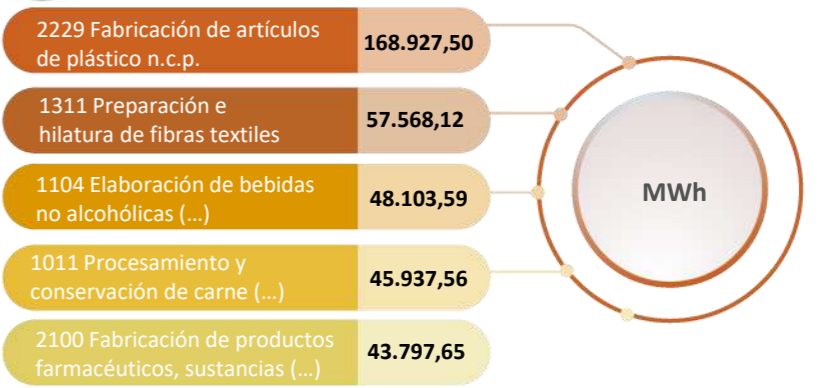 2229 Fabricación de artículos
de plástico n.c.p.
168.927,50
1311 Preparación e
hilatura de fibras textiles
57.568,12
1104 Elaboración de bebidas
no alcohólicas (...)
48.103,59
1011 Procesamiento y
conservación de carne (...)
45.937,56
2100 Fabricación de productos
farmacéuticos, sustancias (...)
43.797,65
MWh